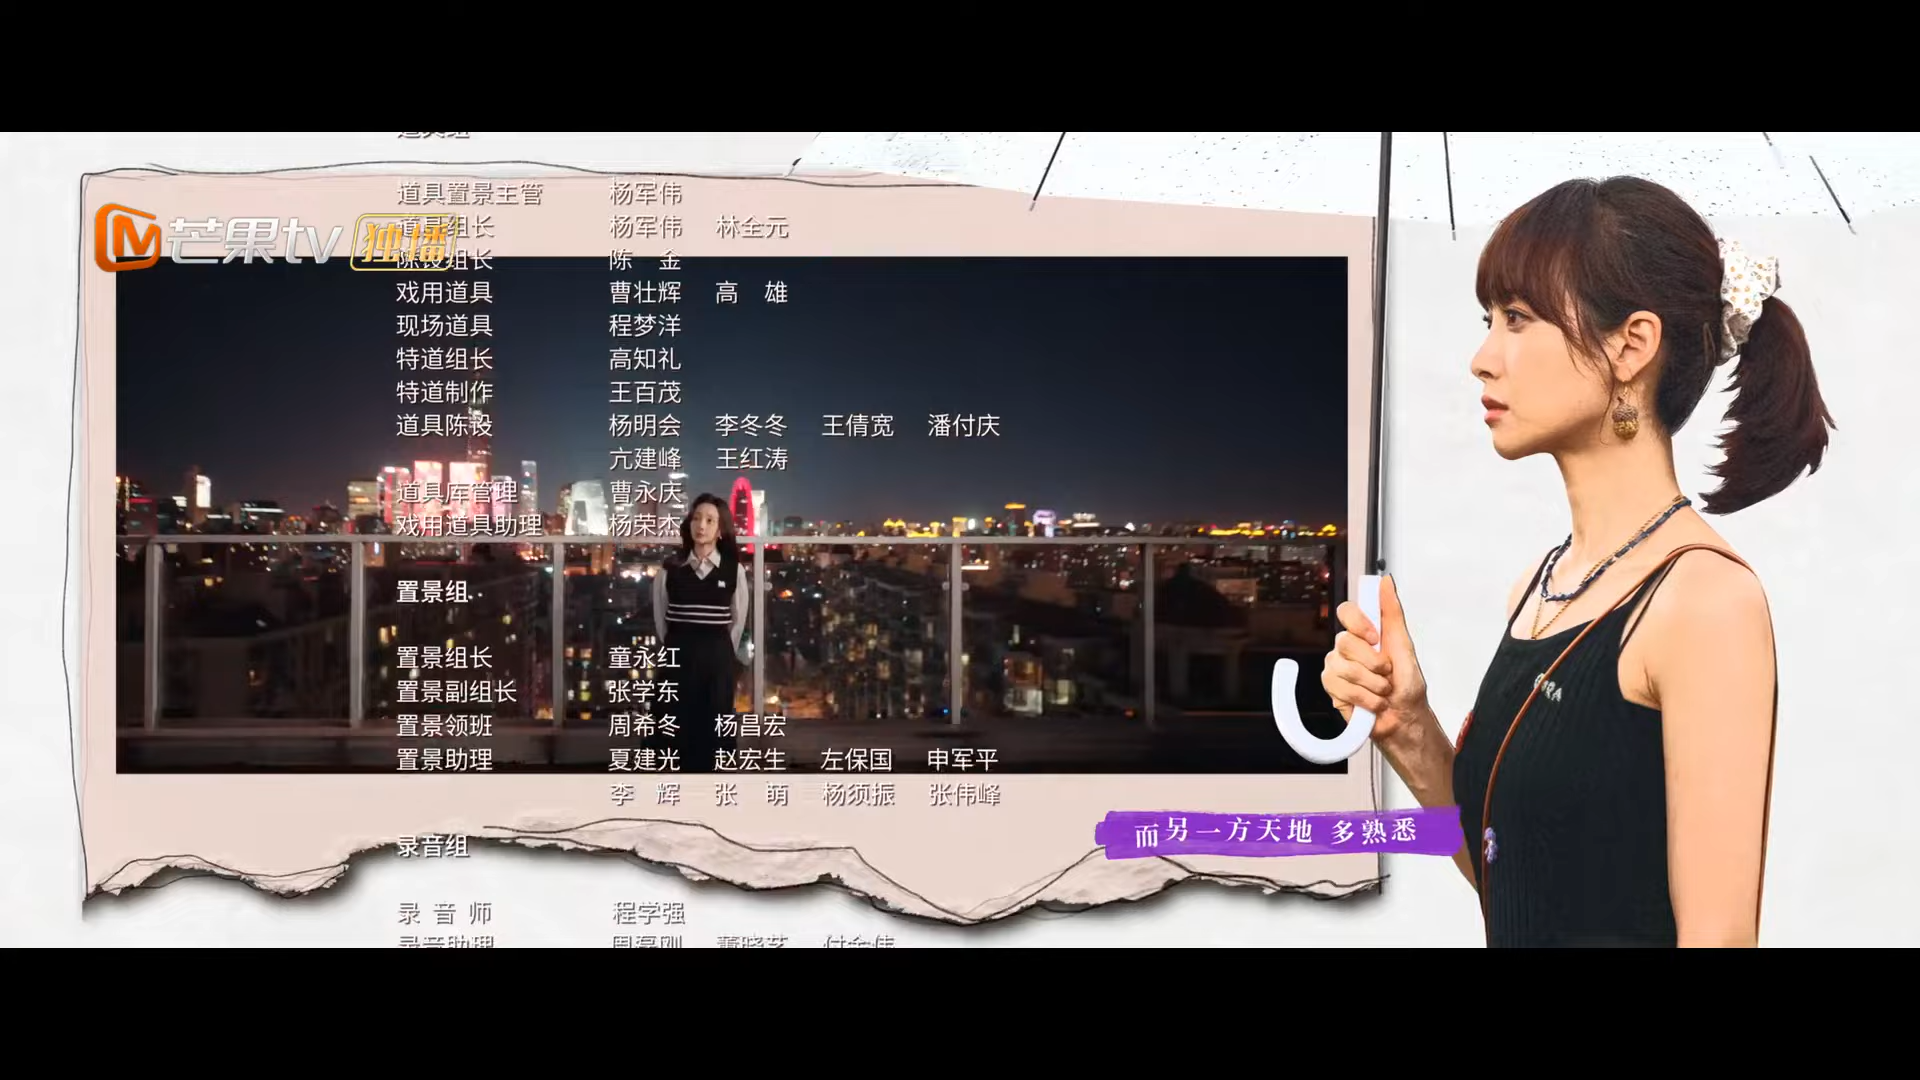 道具置景主管 杨军伟
芒果tv 独播
道具组长 杨军伟 林全元
陈设组长 陈 金
戏用道具 曹壮辉 高 雄
现场道具 程梦洋
特道组长 高知礼
特道制作 王百茂
道具陈设 杨明会 李冬冬 王倩宽 潘付庆
亢建峰 王红涛
道具库管理 曹永庆
戏用道具助理 杨荣杰
置景组
置景组长 童永红
置景副组长 张学东
置景领班 周希冬 杨昌宏
置景助理 夏建光 赵宏生 左保国 申军平
李 辉 张 萌 杨须振 张伟峰
而另一方天地 多熟悉
录音组
录 音 师 程学强